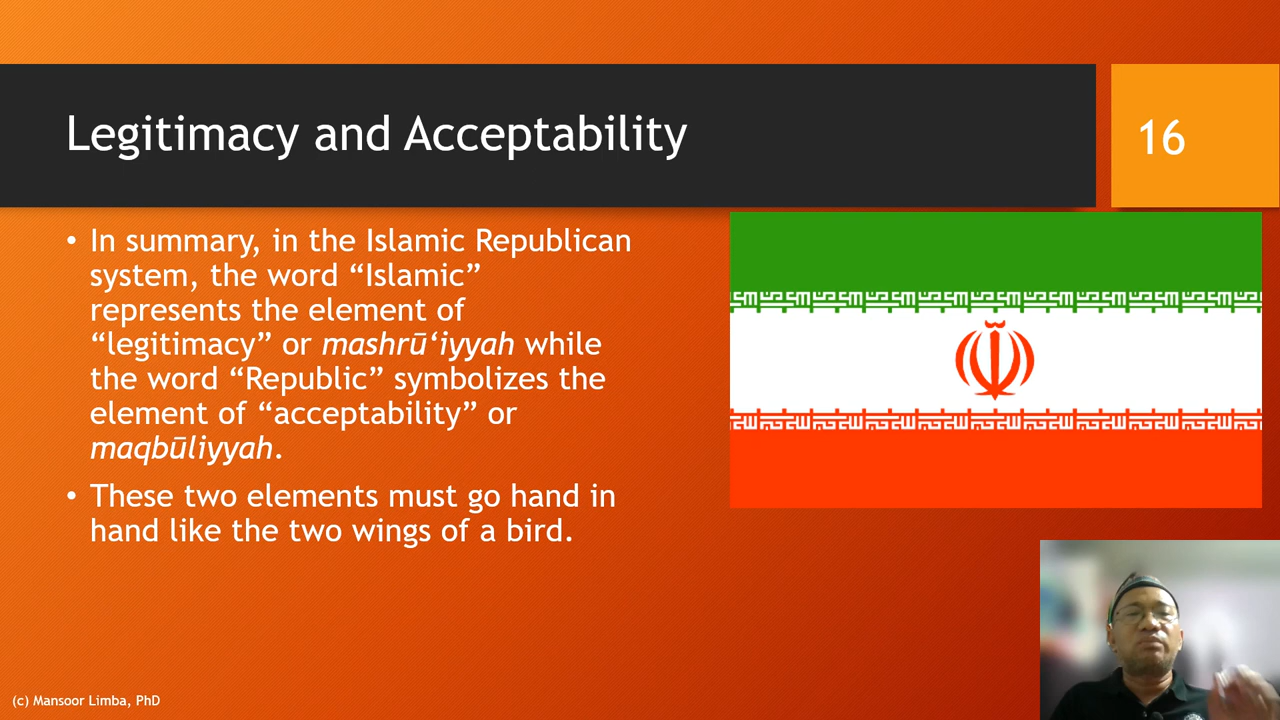 Legitimacy and Acceptability
16
• In summary, in the Islamic Republican
system, the word “Islamic”
represents the element of
“legitimacy” or mashrū‘iyyah while
the word “Republic” symbolizes the
element of “acceptability” or
maqbūliyyah.
• These two elements must go hand in
hand like the two wings of a bird.
(c) Mansoor Limba, PhD